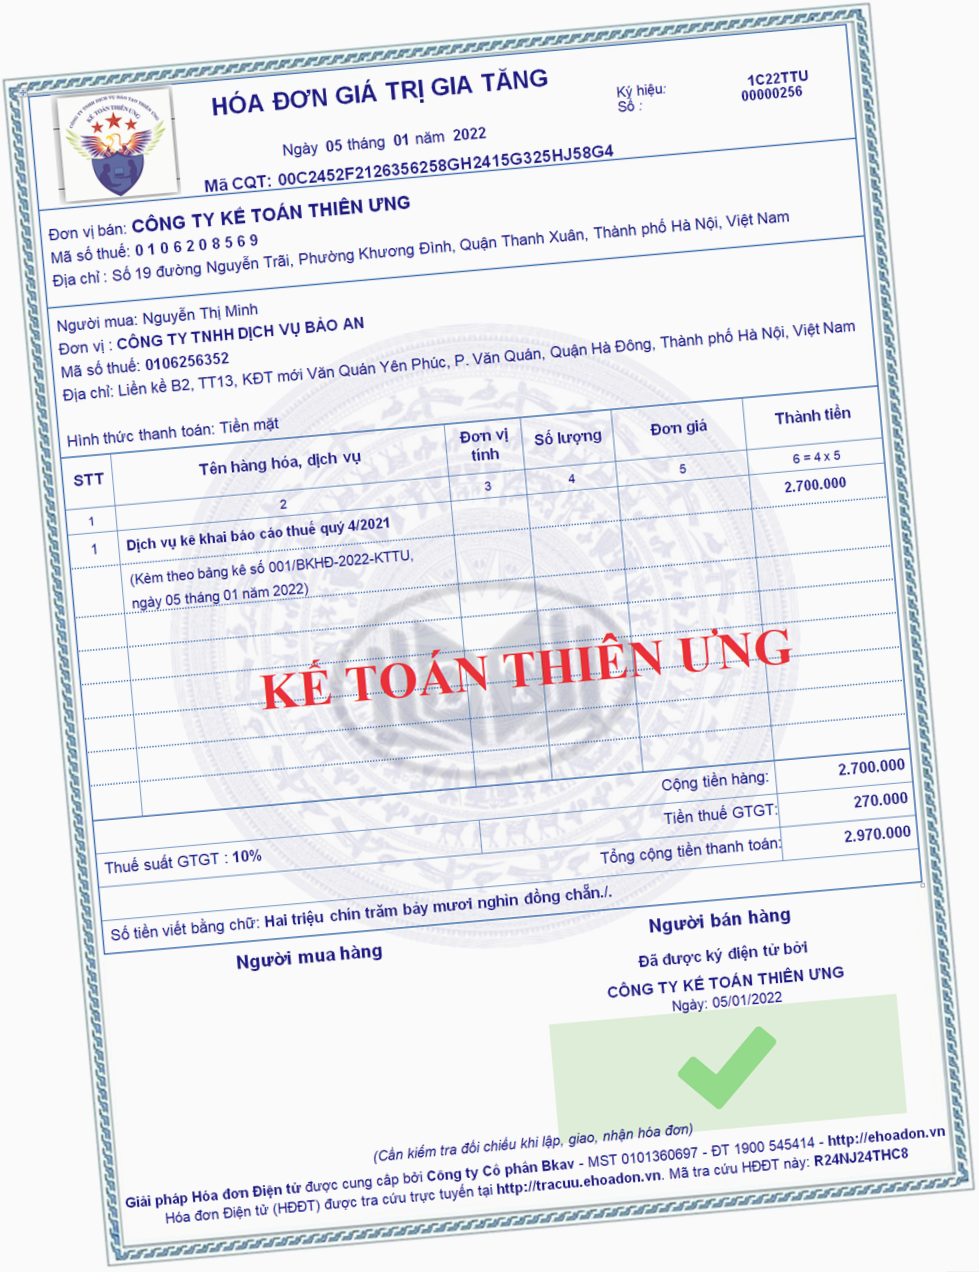 CÔNG TY TNHH DỊCH VỤ ĐÀO TẠO THIÊN ƯNG
KẾ TOÁN THIÊN ƯNG
HÓA ĐƠN GIÁ TRỊ GIA TĂNG
Ký hiệu: 1C22TTU
Số : 00000256
Ngày 05 tháng 01 năm 2022
Mã CQT: 00C2452F2126356258GH2415G325HJ58G4
Đơn vị bán: CÔNG TY KẾ TOÁN THIÊN ƯNG
Mã số thuế: 0 1 0 6 2 0 8 5 6 9
Địa chỉ : Số 19 đường Nguyễn Trãi, Phường Khương Đình, Quận Thanh Xuân, Thành phố Hà Nội, Việt Nam
Người mua: Nguyễn Thị Minh
Đơn vị : CÔNG TY TNHH DỊCH VỤ BẢO AN
Mã số thuế: 0106256352
Địa chỉ: Liền kề B2, TT13, KĐT mới Văn Quán Yên Phúc, P. Văn Quán, Quận Hà Đông, Thành phố Hà Nội, Việt Nam
Hình thức thanh toán: Tiền mặt
STT Tên hàng hóa, dịch vụ Đơn vị tính Số lượng Đơn giá Thành tiền
1 2 3 4 5 6 = 4 x 5
1 Dịch vụ kê khai báo cáo thuế quý 4/2021 2.700.000
(Kèm theo bảng kê số 001/BKHĐ-2022-KTTU,
ngày 05 tháng 01 năm 2022)
KẾ TOÁN THIÊN ƯNG
Cộng tiền hàng: 2.700.000
Tiền thuế GTGT: 270.000
Thuế suất GTGT : 10%
Tổng cộng tiền thanh toán: 2.970.000
Số tiền viết bằng chữ: Hai triệu chín trăm bảy mươi nghìn đồng chẵn./.
Người mua hàng Người bán hàng
Đã được ký điện tử bởi
CÔNG TY KẾ TOÁN THIÊN ƯNG
Ngày: 05/01/2022
(Cần kiểm tra đối chiếu khi lập, giao, nhận hóa đơn)
Giải pháp Hóa đơn Điện tử được cung cấp bởi Công ty Cổ phần Bkav - MST 0101360697 - ĐT 1900 545414 - http://ehoadon.vn
Hóa đơn Điện tử (HĐĐT) được tra cứu trực tuyến tại http://tracuu.ehoadon.vn. Mã tra cứu HĐĐT này: R24NJ24THC8